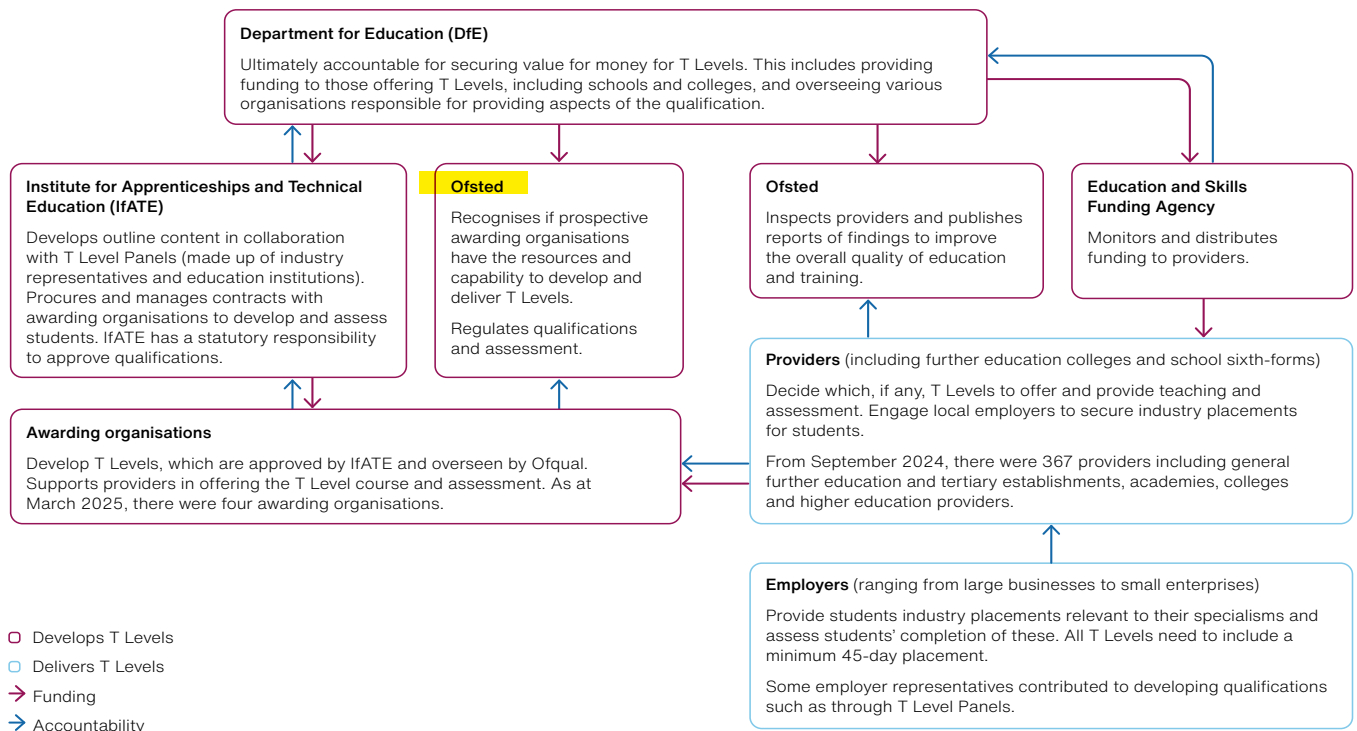 Department for Education (DfE)
Ultimately accountable for securing value for money for T Levels. This includes providing
funding to those offering T Levels, including schools and colleges, and overseeing various
organisations responsible for providing aspects of the qualification.
Institute for Apprenticeships and Technical
Education (IfATE)
Develops outline content in collaboration
with T Level Panels (made up of industry
representatives and education institutions).
Procures and manages contracts with
awarding organisations to develop and assess
students. IfATE has a statutory responsibility
to approve qualifications.
Ofsted
Recognises if prospective
awarding organisations
have the resources and
capability to develop and
deliver T Levels.
Regulates qualifications
and assessment.
Ofsted
Inspects providers and publishes
reports of findings to improve
the overall quality of education
and training.
Education and Skills
Funding Agency
Monitors and distributes
funding to providers.
Awarding organisations
Develop T Levels, which are approved by IfATE and overseen by Ofqual.
Supports providers in offering the T Level course and assessment. As at
March 2025, there were four awarding organisations.
Providers (including further education colleges and school sixth-forms)
Decide which, if any, T Levels to offer and provide teaching and
assessment. Engage local employers to secure industry placements
for students.
From September 2024, there were 367 providers including general
further education and tertiary establishments, academies, colleges
and higher education providers.
Employers (ranging from large businesses to small enterprises)
Provide students industry placements relevant to their specialisms and
assess students' completion of these. All T Levels need to include a
minimum 45-day placement.
Some employer representatives contributed to developing qualifications
such as through T Level Panels.
Develops T Levels
Delivers T Levels
Funding
Accountability